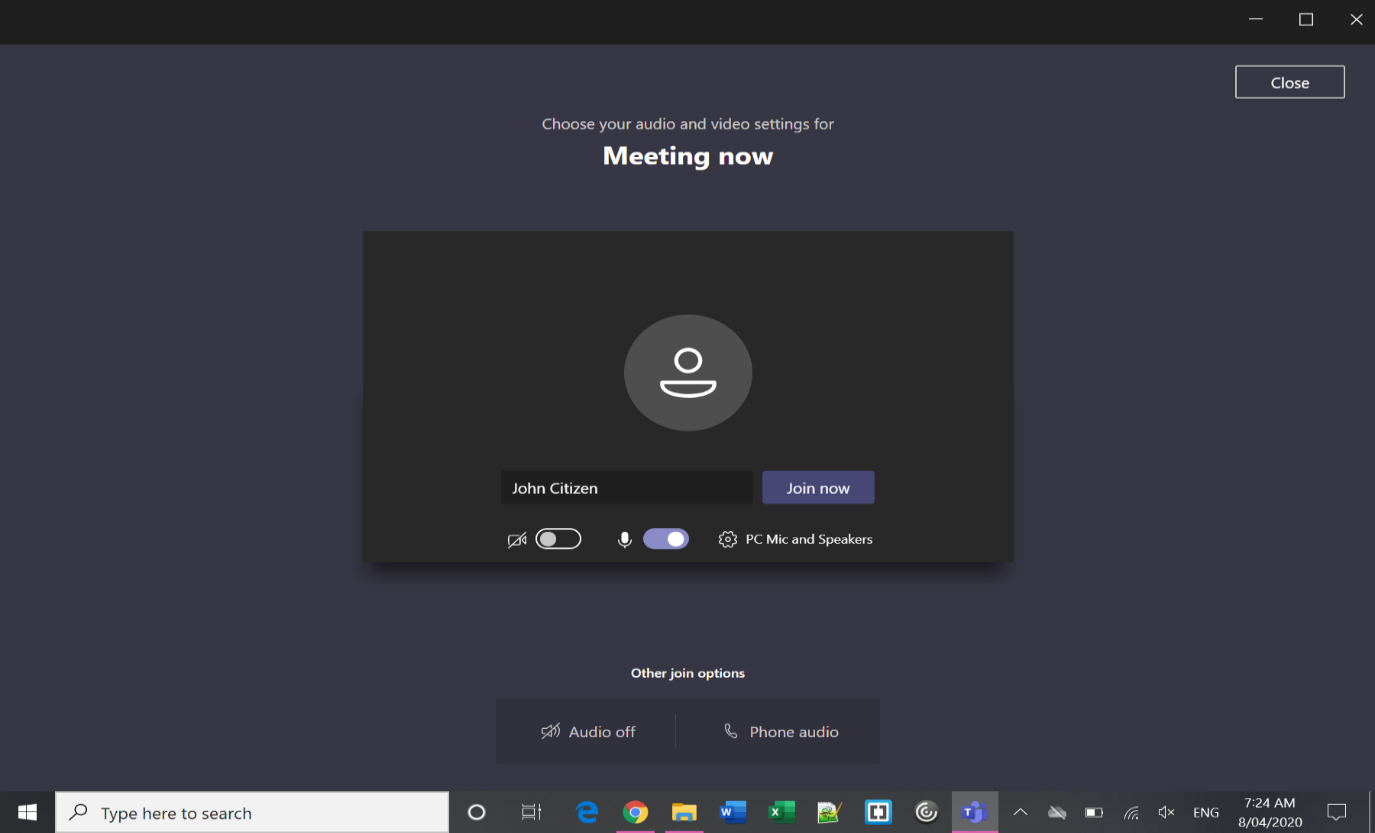 Close
Choose your audio and video settings for
Meeting now
John Citizen
Join now
PC Mic and Speakers
Other join options
Audio off
Phone audio
Type here to search
ENG
7:24 AM
8/04/2020